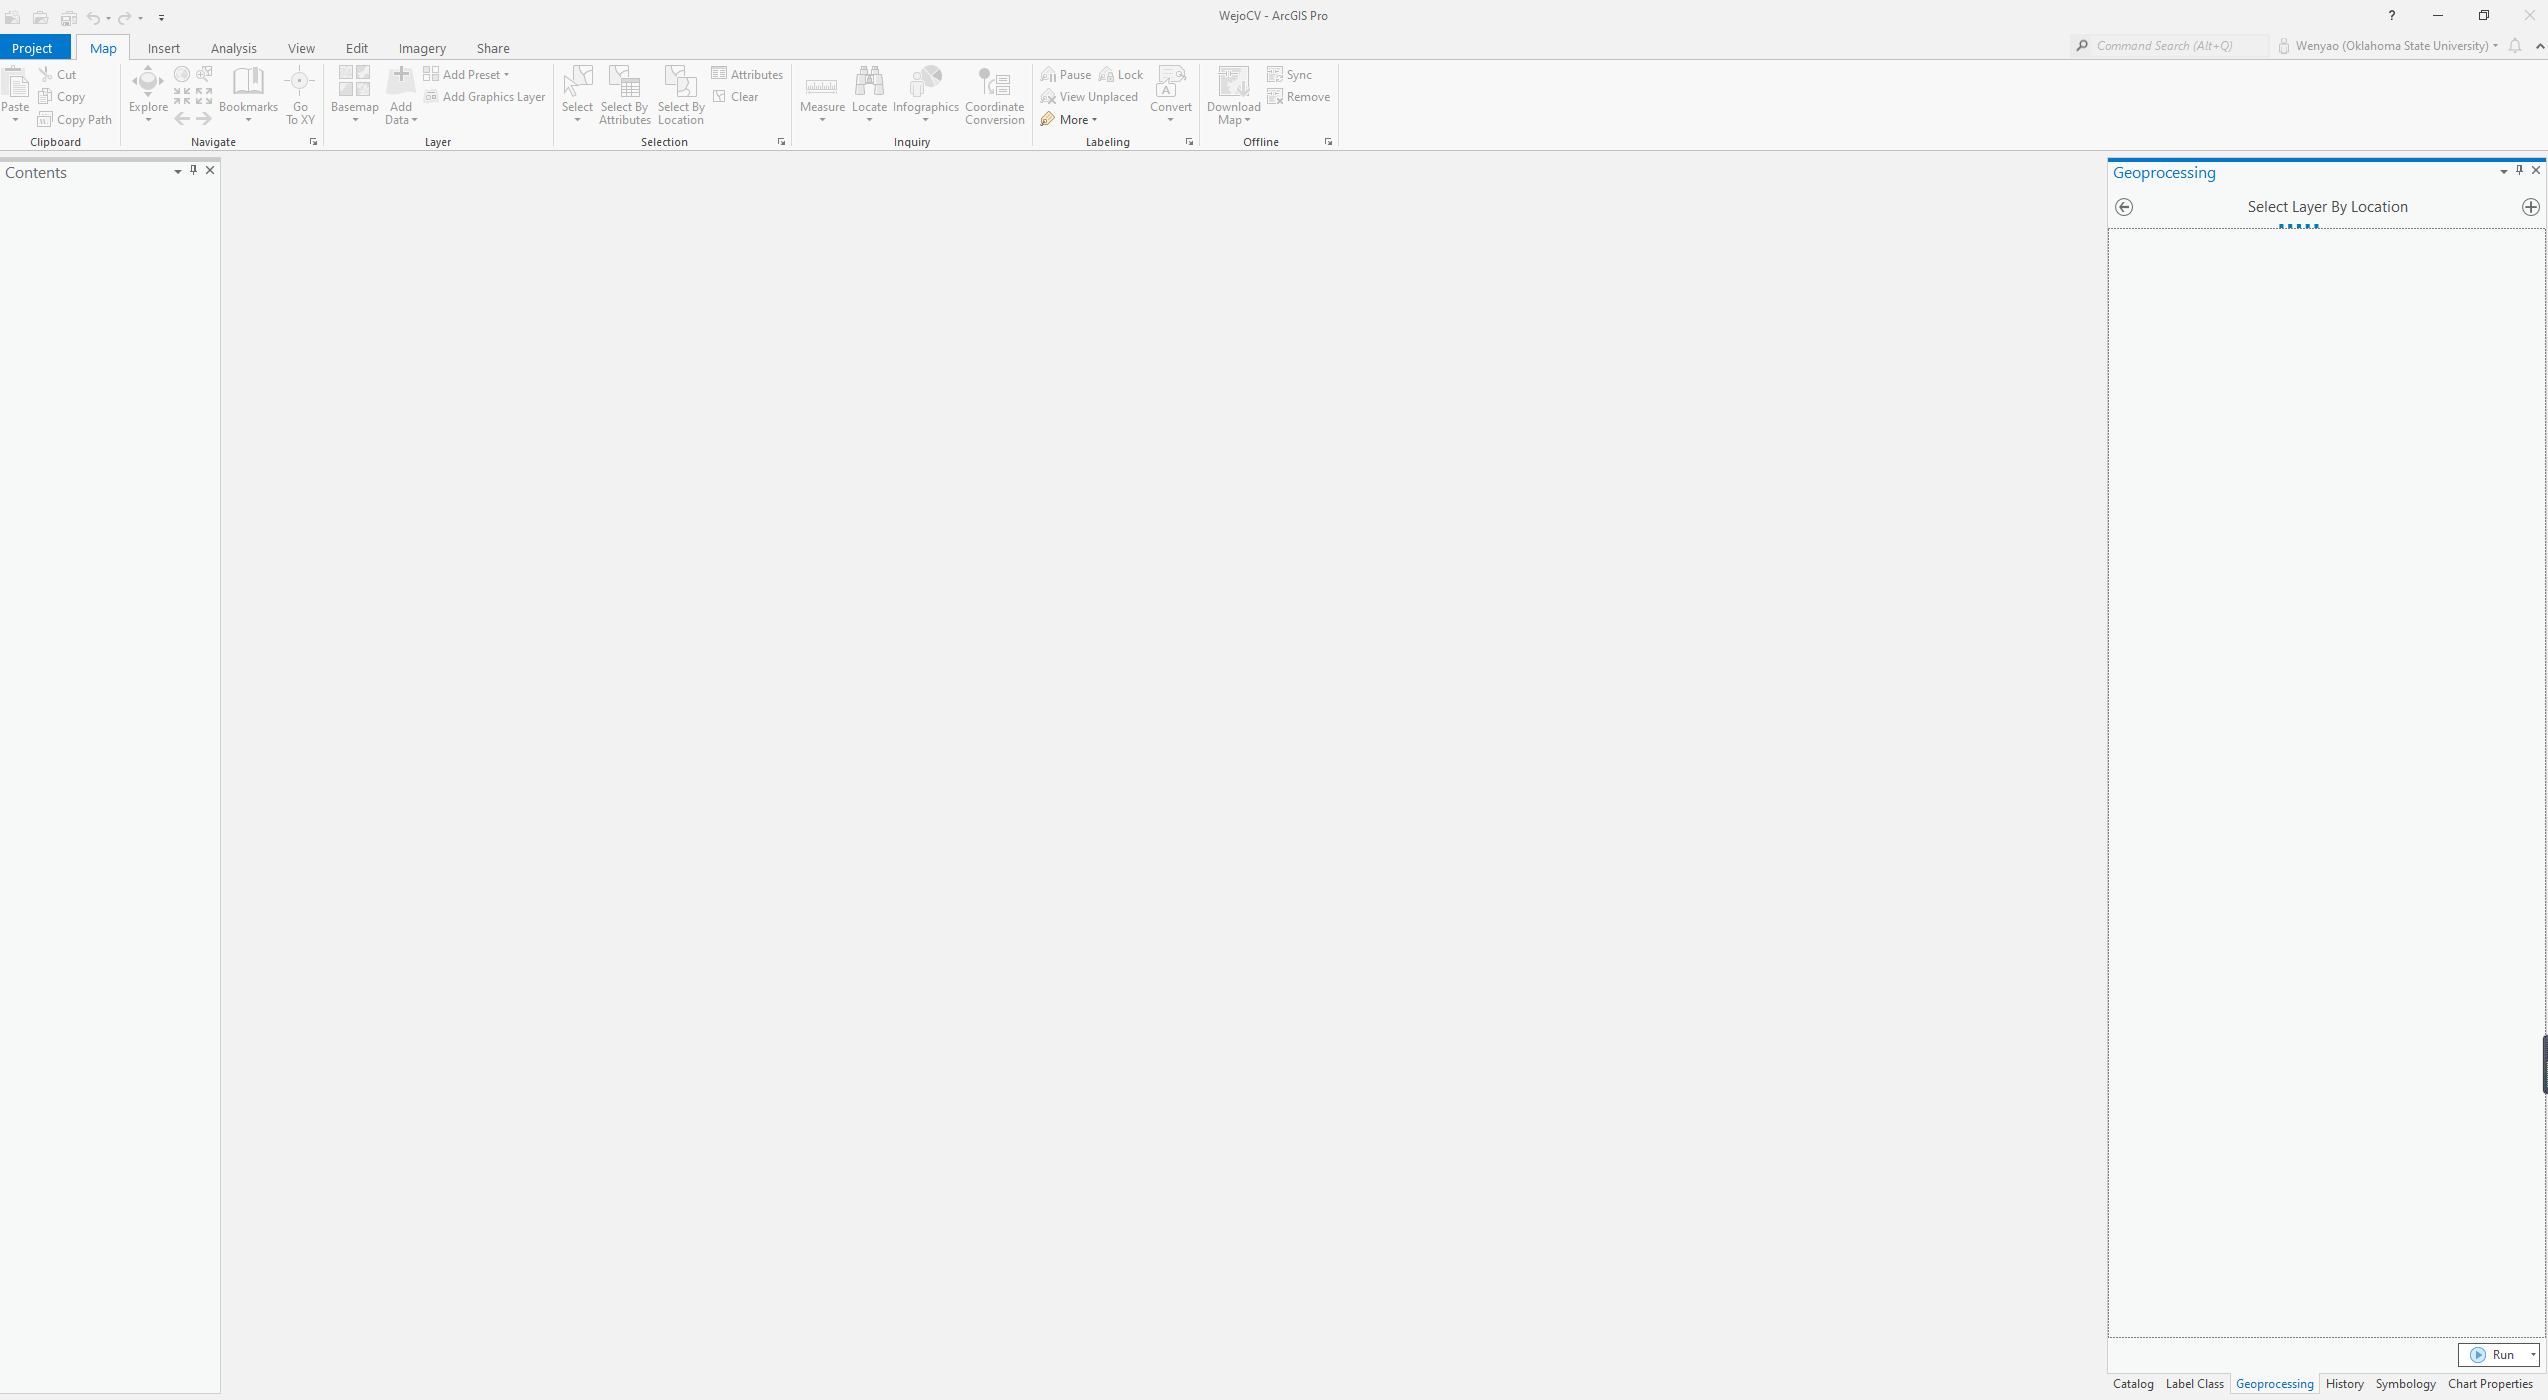 WejoCV - ArcGIS Pro
?
Project Map Insert Analysis View Edit Imagery Share
Command Search (Alt+Q) Wenyao (Oklahoma State University)
Paste
Cut
Copy
Copy Path
Clipboard
Explore
Bookmarks
Go
To XY
Navigate
Basemap
Add
Data
Add Preset
Add Graphics Layer
Layer
Select
Select By
Attributes
Select By
Location
Attributes
Clear
Selection
Measure
Locate
Infographics
Coordinate
Conversion
Inquiry
Pause
Lock
View Unplaced
More
A
Convert
Labeling
Download
Map
Sync
Remove
Offline
Contents
Geoprocessing
Select Layer By Location
Run
Catalog Label Class Geoprocessing History Symbology Chart Properties